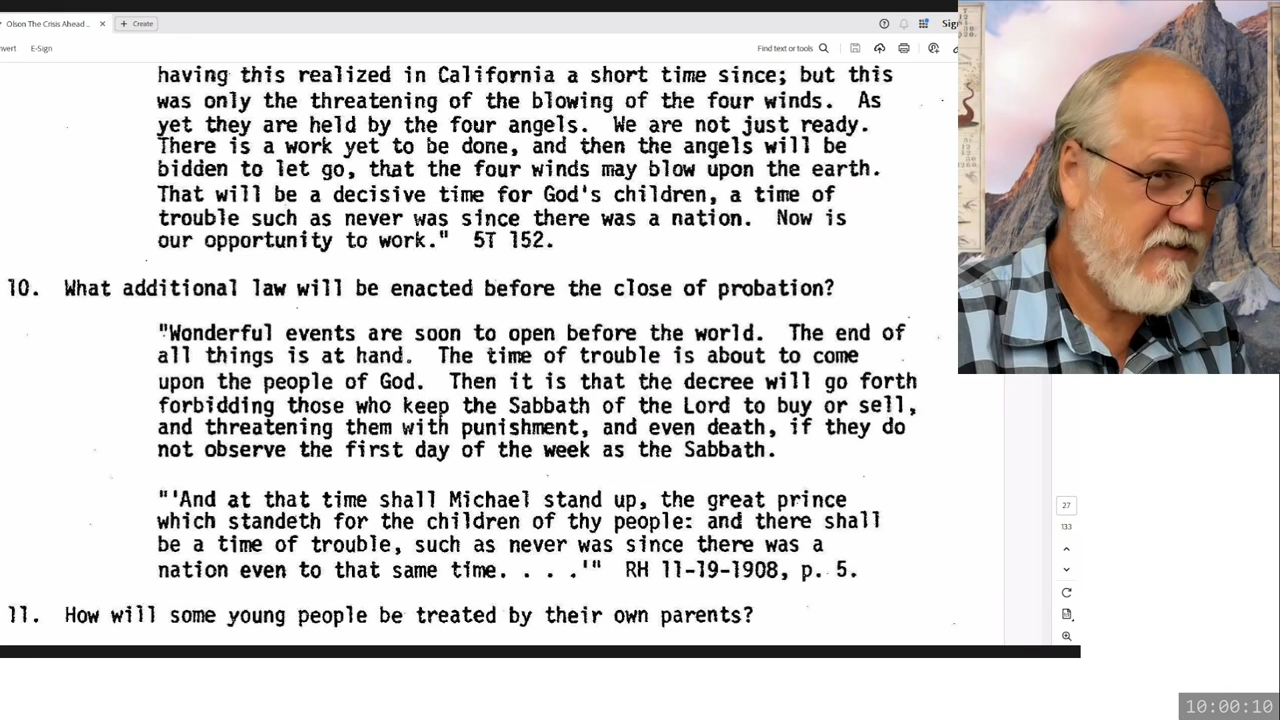 Olson The Crisis Ahead ..
Create
Sign
nvert
E-Sign
Find text or tools
having this realized in California a short time since; but this
was only the threatening of the blowing of the four winds. As
yet they are held by the four angels. We are not just ready.
There is a work yet to be done, and then the angels will be
bidden to let go, that the four winds may blow upon the earth.
That will be a decisive time for God's children, a time of
trouble such as never was since there was a nation. Now is
our opportunity to work." 5T 152.
10. What additional law will be enacted before the close of probation?
"Wonderful events are soon to open before the world. The end of
all things is at hand. The time of trouble is about to come
upon the people of God. Then it is that the decree will go forth
forbidding those who keep the Sabbath of the Lord to buy or sell,
and threatening them with punishment, and even death, if they do
not observe the first day of the week as the Sabbath.
"'And at that time shall Michael stand up, the great prince
which standeth for the children of thy people: and there shall
be a time of trouble, such as never was since there was a
nation even to that same time. . . .'" RH 11-19-1908, p. 5.
11. How will some young people be treated by their own parents?
27
133
10:00:10